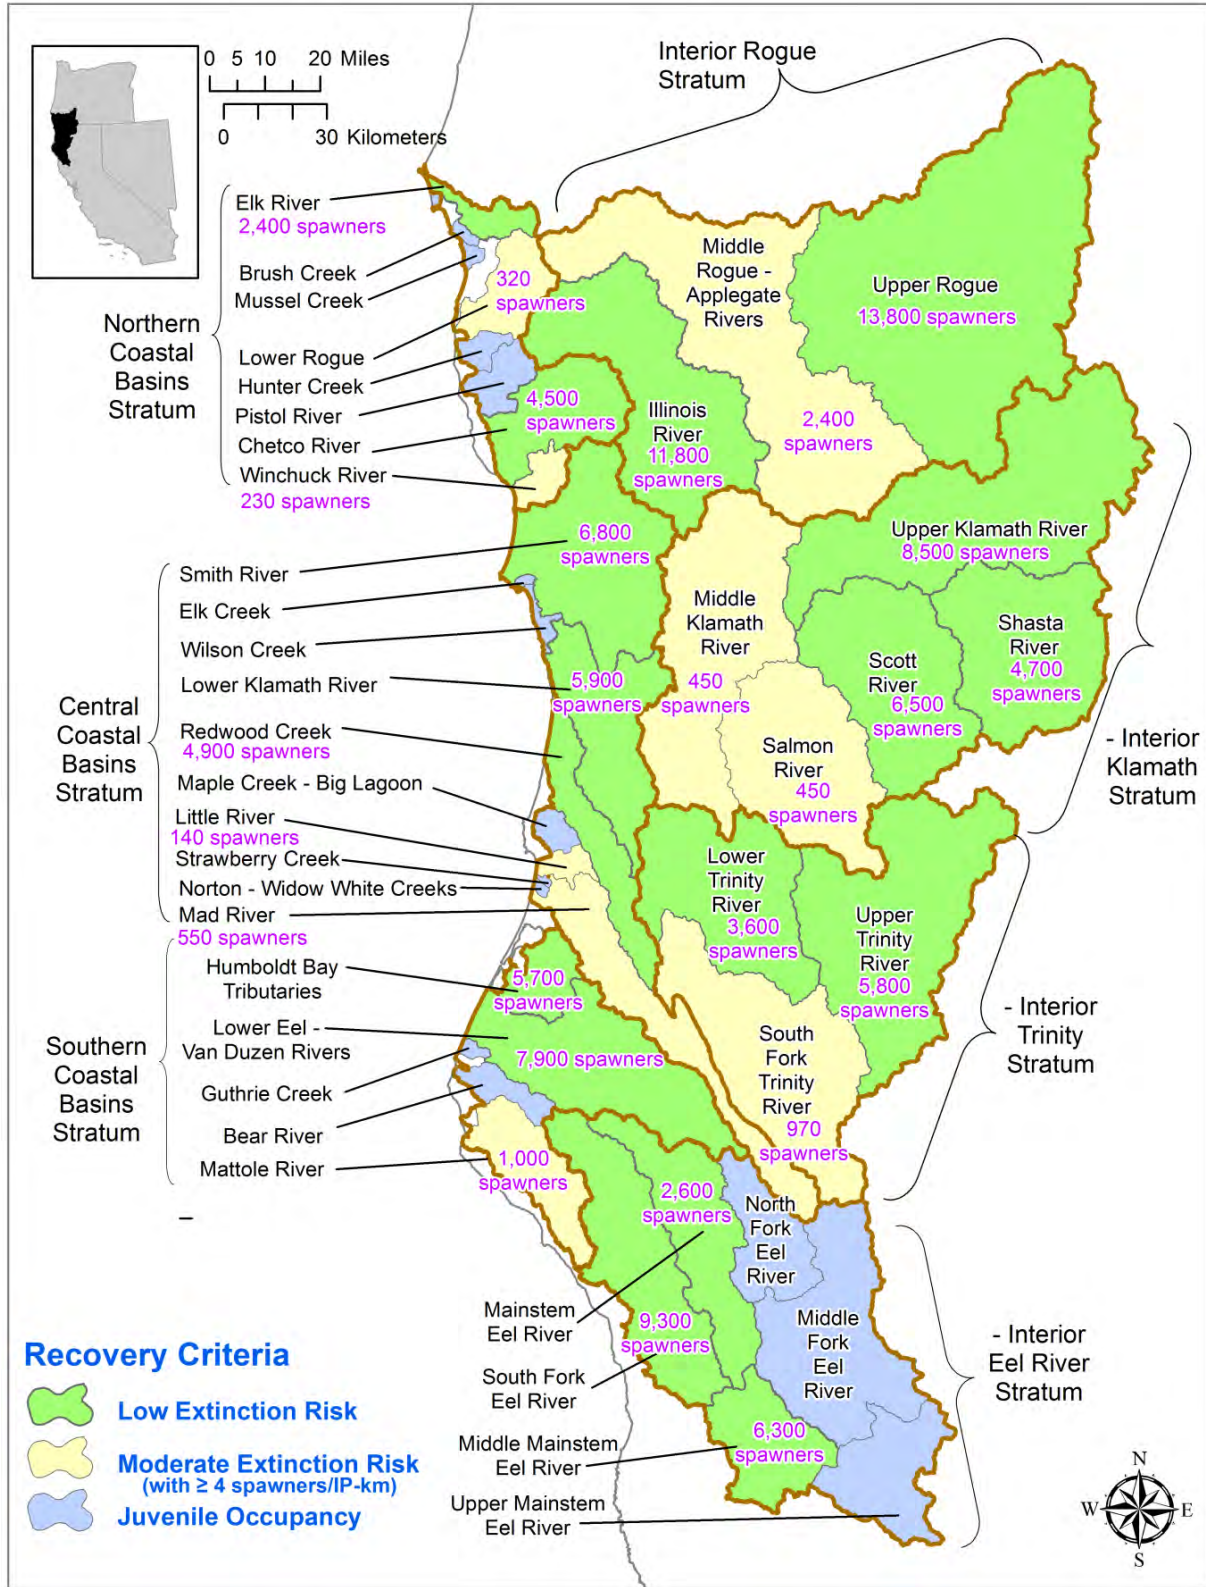 0 5 10 20 Miles
0 30 Kilometers
Interior Rogue
Stratum
Northern
Coastal
Basins
Stratum
Elk River
2,400 spawners
Brush Creek
Mussel Creek
Lower Rogue
Hunter Creek
Pistol River
Chetco River
Winchuck River
230 spawners
320
spawners
4,500
spawners
Illinois
River
11,800
spawners
Middle
Rogue -
Applegate
Rivers
2,400
spawners
Upper Rogue
13,800 spawners
Central
Coastal
Basins
Stratum
Smith River
Elk Creek
Wilson Creek
Lower Klamath River
Redwood Creek
4,900 spawners
Maple Creek - Big Lagoon
Little River
140 spawners
Strawberry Creek
Norton - Widow White Creeks
Mad River
550 spawners
6,800
spawners
5,900
spawners
Middle
Klamath
River
450
spawners
Salmon
River
450
spawners
Upper Klamath River
8,500 spawners
Scott
River
6,500
spawners
Shasta
River
4,700
spawners
- Interior
Klamath
Stratum
Lower
Trinity
River
3,600
spawners
Upper
Trinity
River
5,800
spawners
South
Fork
Trinity
River
970
spawners
- Interior
Trinity
Stratum
Southern
Coastal
Basins
Stratum
Humboldt Bay
Tributaries
Lower Eel -
Van Duzen Rivers
Guthrie Creek
Bear River
Mattole River
–
5,700
spawners
7,900 spawners
1,000
spawners
2,600
spawners
North
Fork
Eel
River
Middle
Fork
Eel
River
9,300
spawners
6,300
spawners
Mainstem
Eel River
South Fork
Eel River
Middle Mainstem
Eel River
Upper Mainstem
Eel River
- Interior
Eel River
Stratum
Recovery Criteria
Low Extinction Risk
Moderate Extinction Risk
(with ≥ 4 spawners/IP-km)
Juvenile Occupancy
N
W E
S